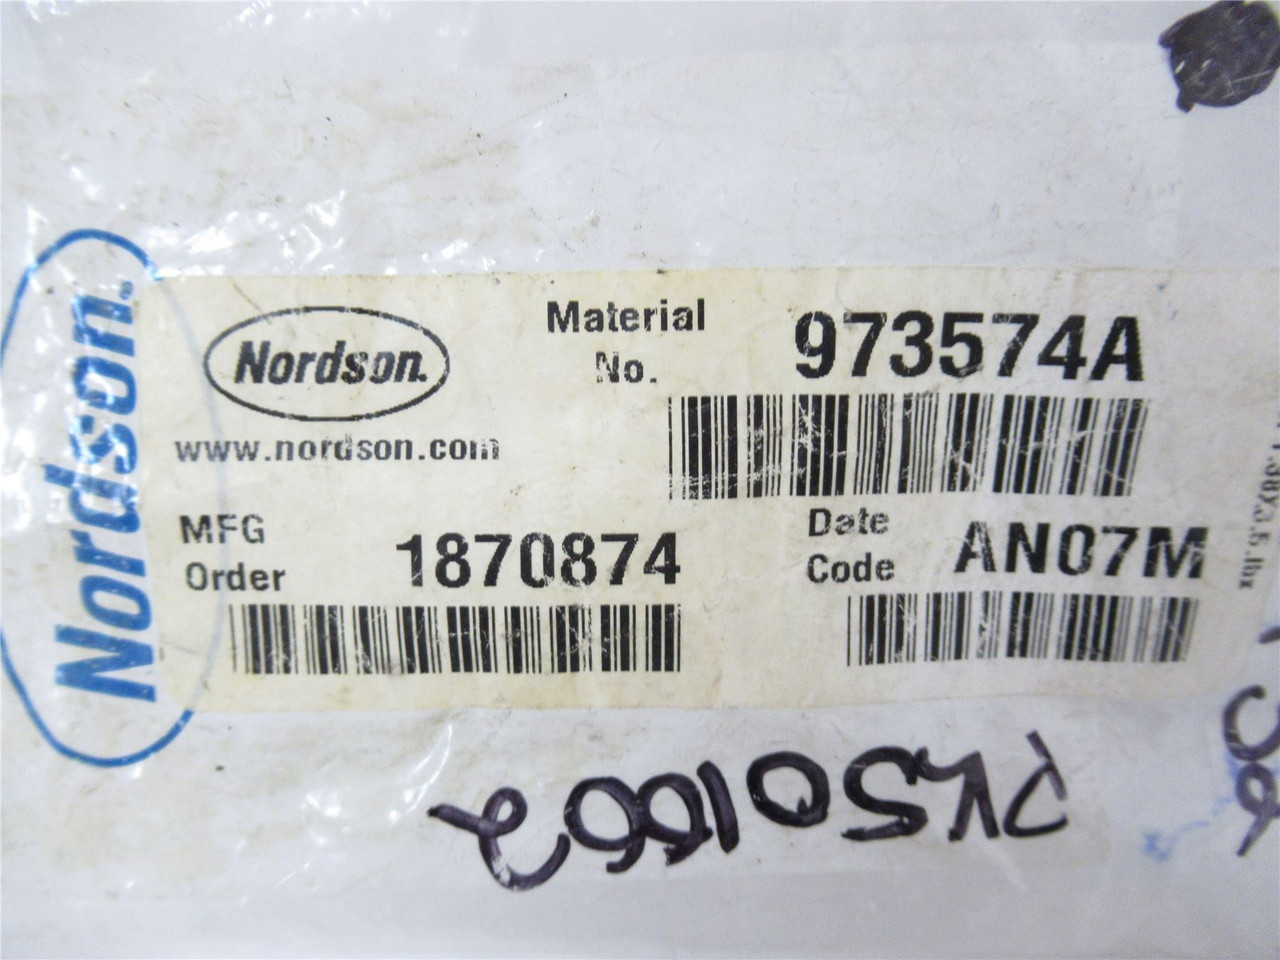 Nordson.
Nordson.
www.nordson.com
Material No. 973574A
MFG Order 1870874
Date Code AN07M